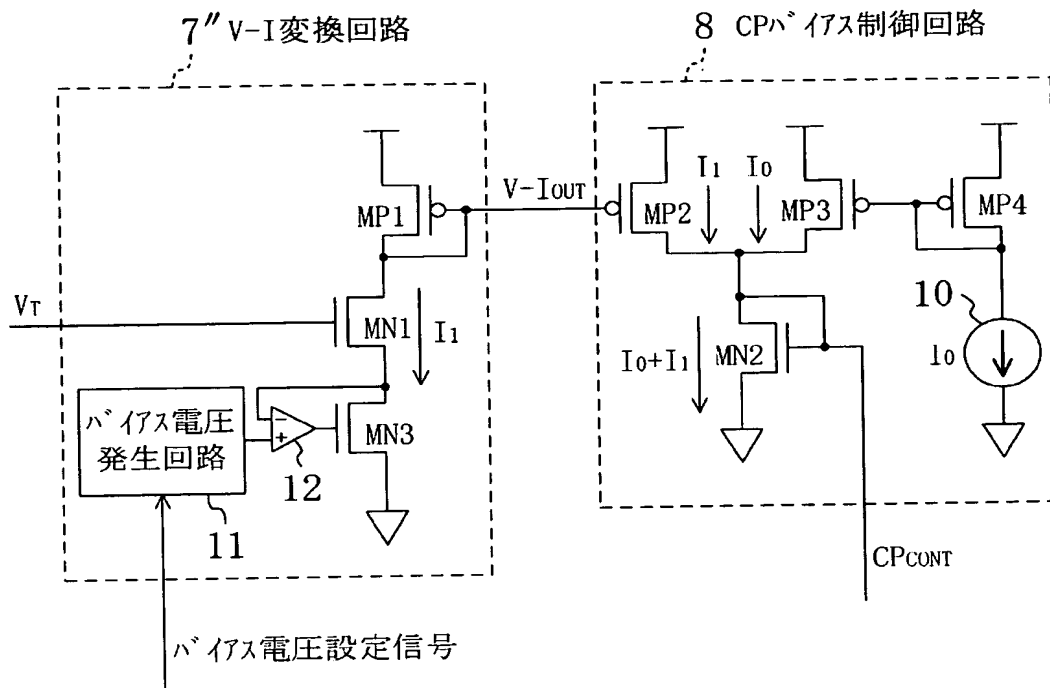 7″ V-I変換回路
8 CPバイアス制御回路
MP1
V-IOUT
MP2
I1
I0
MP3
MP4
VT
MN1
I1
I0+I1
MN2
10
I0
バイアス電圧
発生回路
-
+
12
MN3
11
CPCONT
バイアス電圧設定信号